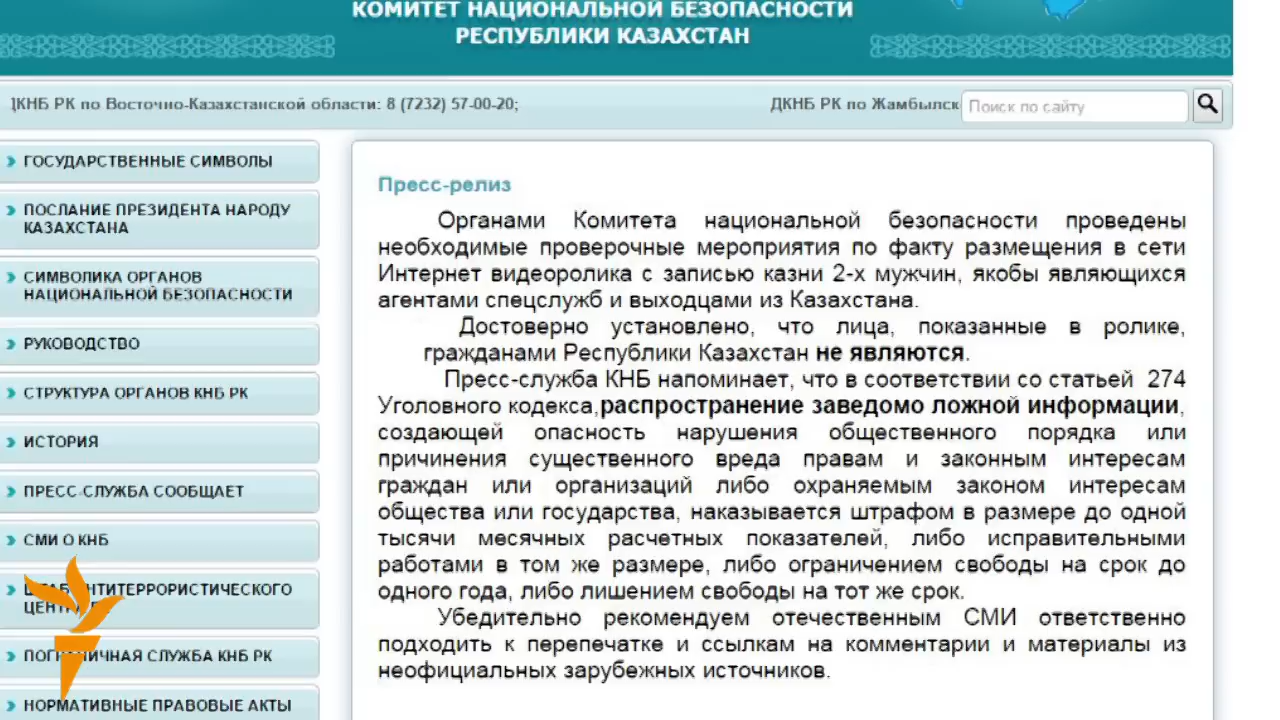 КОМИТЕТ НАЦИОНАЛЬНОЙ БЕЗОПАСНОСТИ
РЕСПУБЛИКИ КАЗАХСТАН
ДКНБ РК по Восточно-Казахстанской области: 8 (7232) 57-00-20;
ДКНБ РК по Жамбылск
Поиск по сайту
ГОСУДАРСТВЕННЫЕ СИМВОЛЫ
ПОСЛАНИЕ ПРЕЗИДЕНТА НАРОДУ
КАЗАХСТАНА
СИМВОЛИКА ОРГАНОВ
НАЦИОНАЛЬНОЙ БЕЗОПАСНОСТИ
РУКОВОДСТВО
СТРУКТУРА ОРГАНОВ КНБ РК
ИСТОРИЯ
ПРЕСС-СЛУЖБА СООБЩАЕТ
СМИ О КНБ
ШТАБ АНТИТЕРРОРИСТИЧЕСКОГО
ПОГРАНИЧНАЯ СЛУЖБА КНБ РК
НОРМАТИВНЫЕ ПРАВОВЫЕ АКТЫ
Пресс-релиз
Органами Комитета национальной безопасности проведены
необходимые проверочные мероприятия по факту размещения в сети
Интернет видеоролика с записью казни 2-х мужчин, якобы являющихся
агентами спецслужб и выходцами из Казахстана.
Достоверно установлено, что лица, показанные в ролике,
гражданами Республики Казахстан не являются.
Пресс-служба КНБ напоминает, что в соответствии со статьей 274
Уголовного кодекса,распространение заведомо ложной информации,
создающей опасность нарушения общественного порядка или
причинения существенного вреда правам и законным интересам
граждан или организаций либо охраняемым законом интересам
общества или государства, наказывается штрафом в размере до одной
тысячи месячных расчетных показателей, либо исправительными
работами в том же размере, либо ограничением свободы на срок до
одного года, либо лишением свободы на тот же срок.
Убедительно рекомендуем отечественным СМИ ответственно
подходить к перепечатке и ссылкам на комментарии и материалы из
неофициальных зарубежных источников.